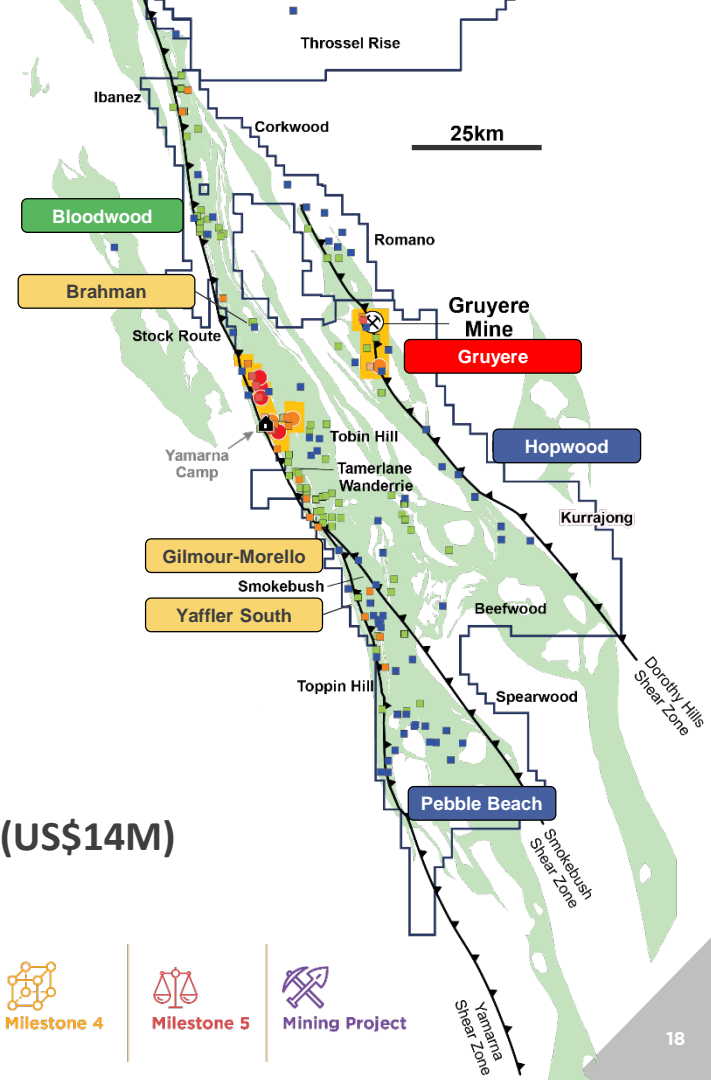 Throssel Rise
Ibanez
Corkwood
25km
Bloodwood
Romano
Brahman
Gruyere
Mine
Stock Route
Gruyere
Yamarna
Camp
Tobin Hill
Hopwood
Tamerlane
Wanderrie
Kurrajong
Gilmour-Morello
Smokebush
Yaffler South
Beefwood
Toppin Hill
Spearwood
Dorothy Hills
Shear Zone
Pebble Beach
(US$14M)
Smokebush
Shear Zone
Milestone 4
Milestone 5
Mining Project
Yamarna
Shear Zone
18